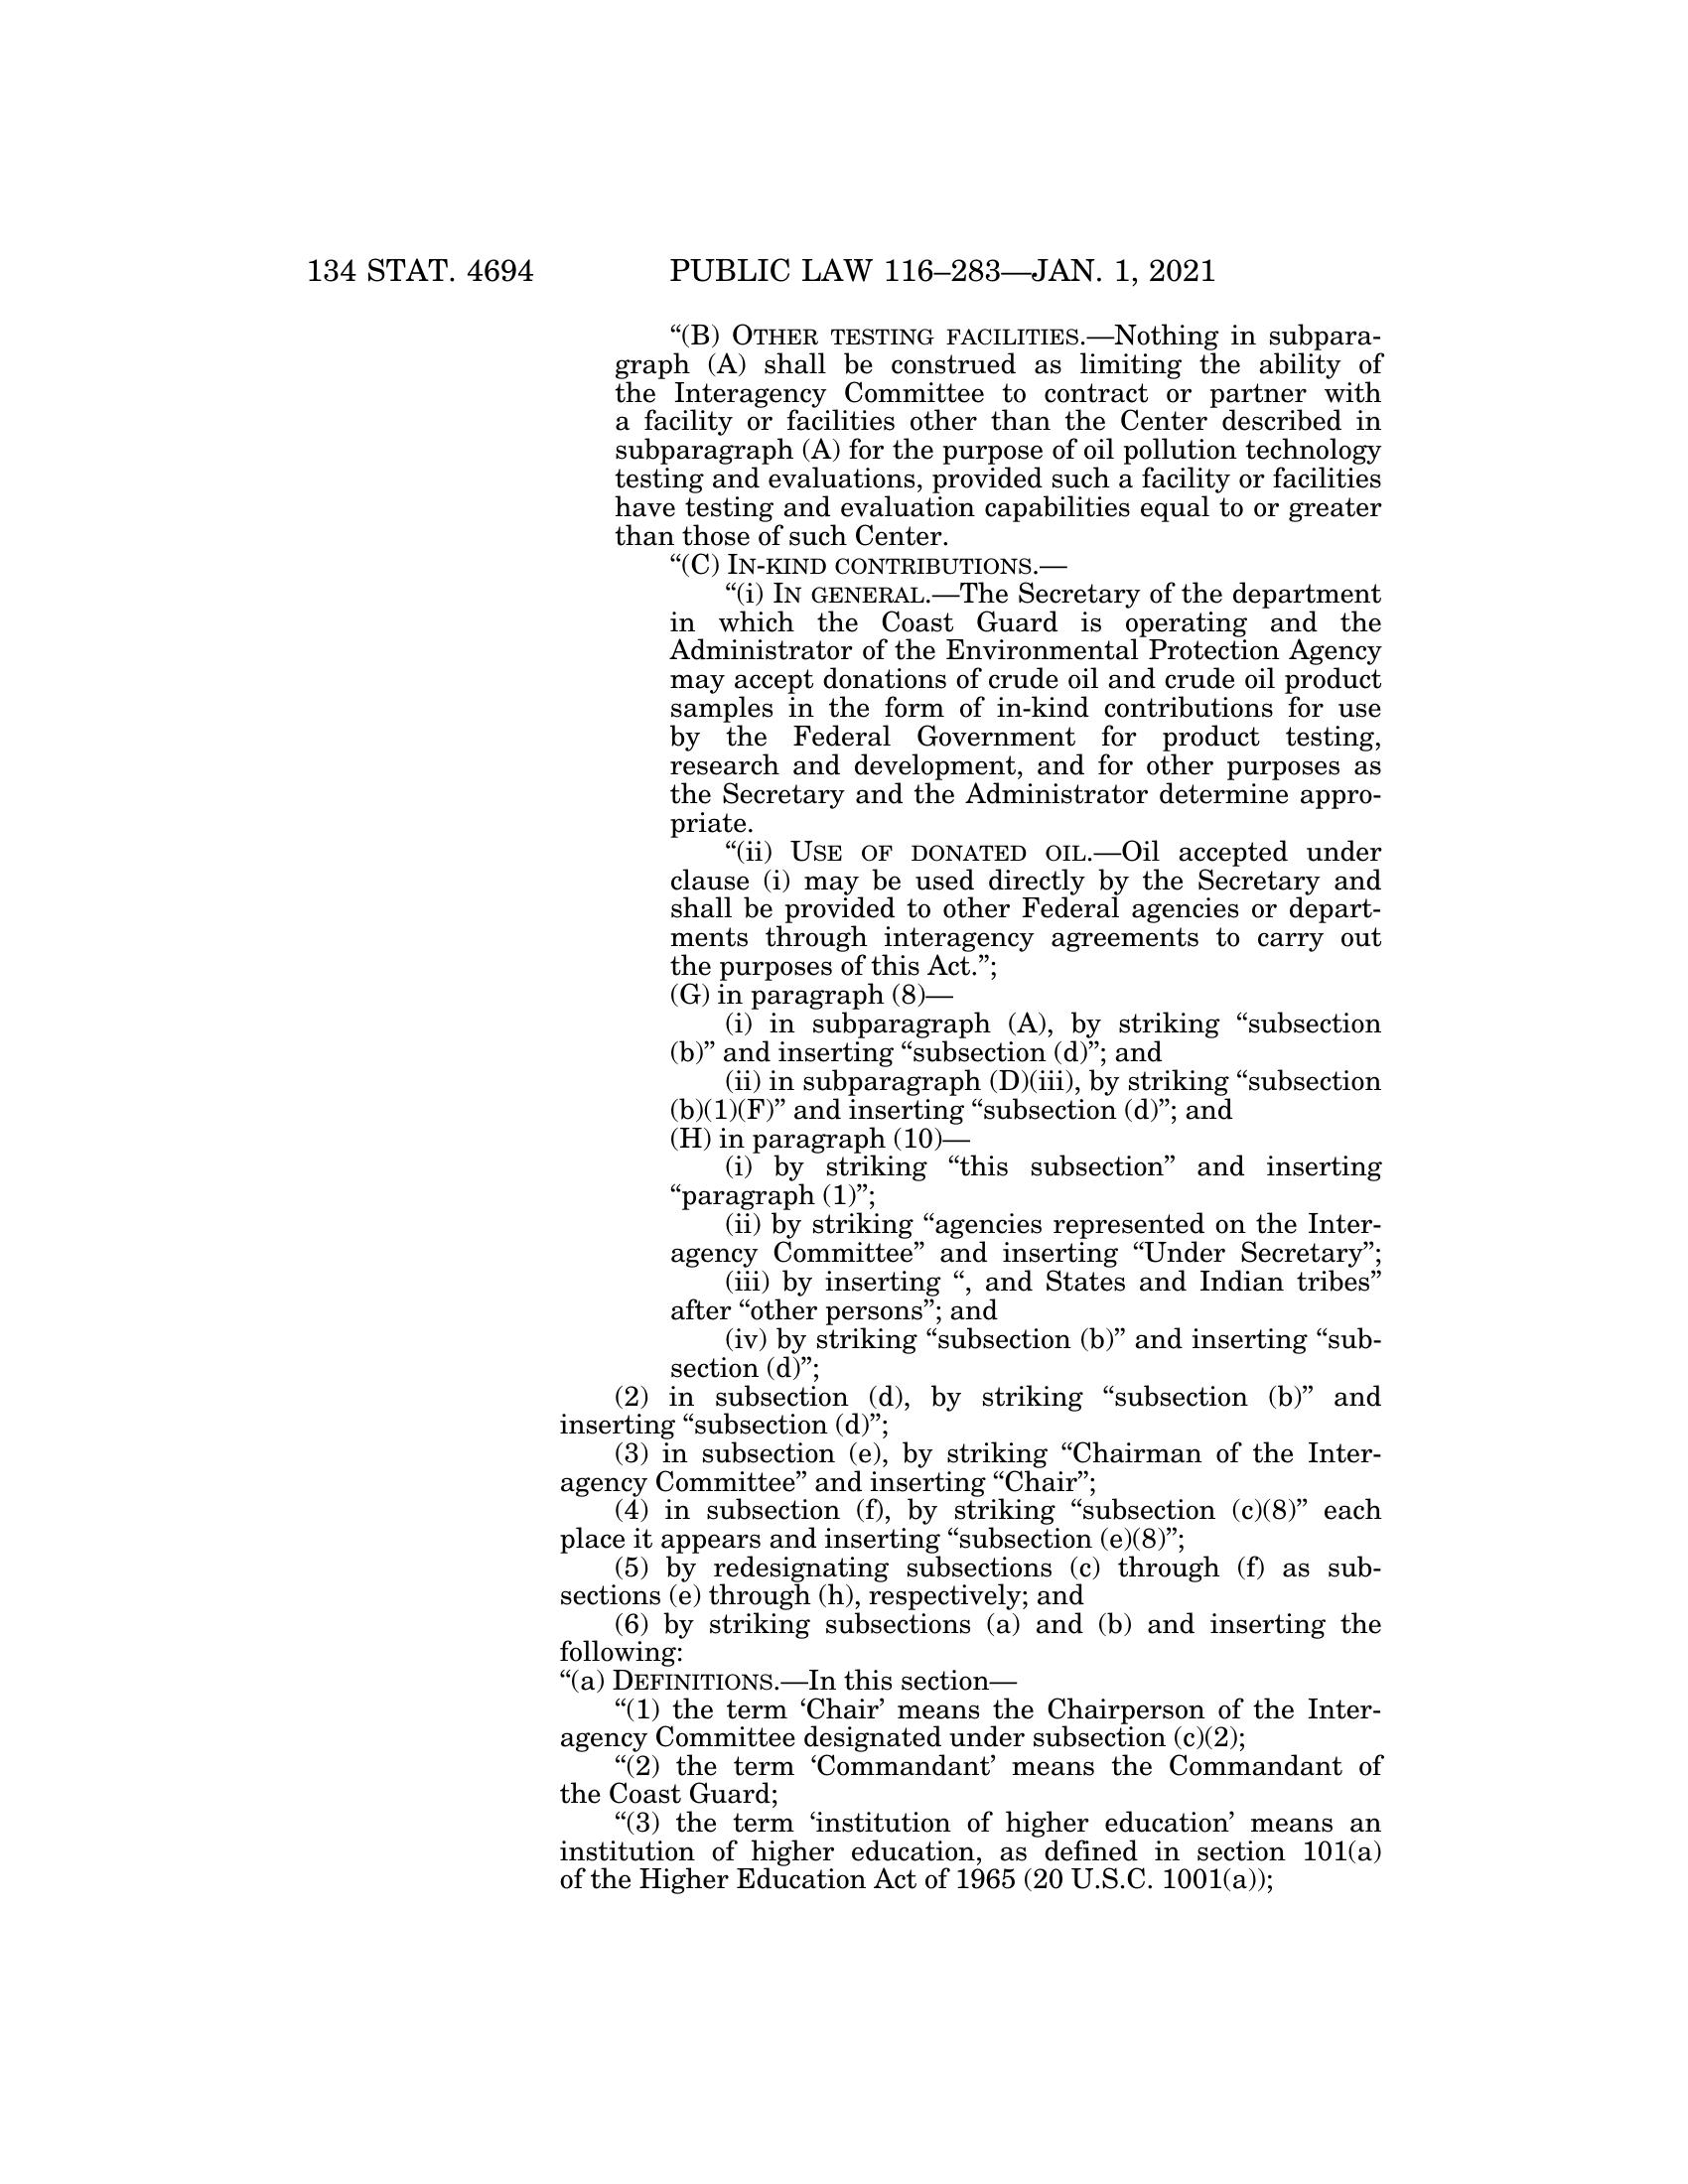 134 STAT. 4694 PUBLIC LAW 116–283—JAN. 1, 2021
“(B) OTHER TESTING FACILITIES.—Nothing in subpara-
graph (A) shall be construed as limiting the ability of
the Interagency Committee to contract or partner with
a facility or facilities other than the Center described in
subparagraph (A) for the purpose of oil pollution technology
testing and evaluations, provided such a facility or facilities
have testing and evaluation capabilities equal to or greater
than those of such Center.
“(C) IN-KIND CONTRIBUTIONS.—
“(i) IN GENERAL.—The Secretary of the department
in which the Coast Guard is operating and the
Administrator of the Environmental Protection Agency
may accept donations of crude oil and crude oil product
samples in the form of in-kind contributions for use
by the Federal Government for product testing,
research and development, and for other purposes as
the Secretary and the Administrator determine appro-
priate.
“(ii) USE OF DONATED OIL.—Oil accepted under
clause (i) may be used directly by the Secretary and
shall be provided to other Federal agencies or depart-
ments through interagency agreements to carry out
the purposes of this Act.”;
(G) in paragraph (8)—
(i) in subparagraph (A), by striking “subsection
(b)” and inserting “subsection (d)”; and
(ii) in subparagraph (D)(iii), by striking “subsection
(b)(1)(F)” and inserting “subsection (d)”; and
(H) in paragraph (10)—
(i) by striking “this subsection” and inserting
“paragraph (1)”;
(ii) by striking “agencies represented on the Inter-
agency Committee” and inserting “Under Secretary”;
(iii) by inserting “, and States and Indian tribes”
after “other persons”; and
(iv) by striking “subsection (b)” and inserting “sub-
section (d)”;
(2) in subsection (d), by striking “subsection (b)” and
inserting “subsection (d)”;
(3) in subsection (e), by striking “Chairman of the Inter-
agency Committee” and inserting “Chair”;
(4) in subsection (f), by striking “subsection (c)(8)” each
place it appears and inserting “subsection (e)(8)”;
(5) by redesignating subsections (c) through (f) as sub-
sections (e) through (h), respectively; and
(6) by striking subsections (a) and (b) and inserting the
following:
“(a) DEFINITIONS.—In this section—
“(1) the term ‘Chair’ means the Chairperson of the Inter-
agency Committee designated under subsection (c)(2);
“(2) the term ‘Commandant’ means the Commandant of
the Coast Guard;
“(3) the term ‘institution of higher education’ means an
institution of higher education, as defined in section 101(a)
of the Higher Education Act of 1965 (20 U.S.C. 1001(a));